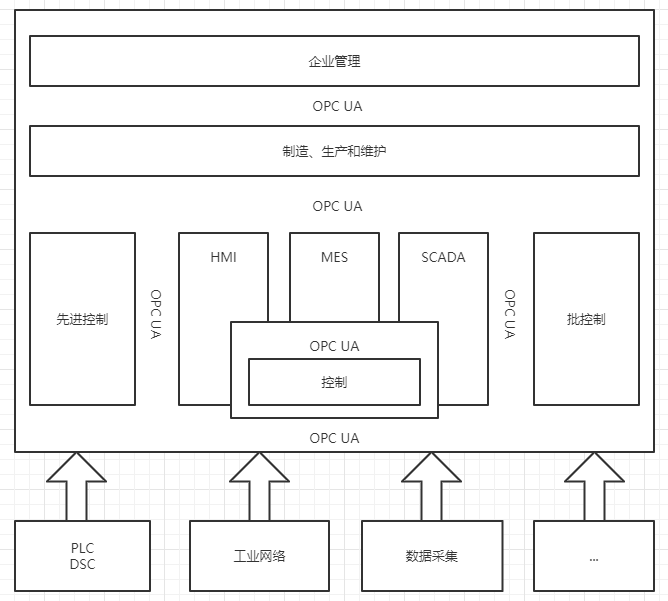 企业管理
OPC UA
制造、生产和维护
OPC UA
先进控制
OPC UA
HMI
MES
SCADA
OPC UA
批控制
OPC UA
控制
OPC UA
PLC
DSC
工业网络
数据采集
...